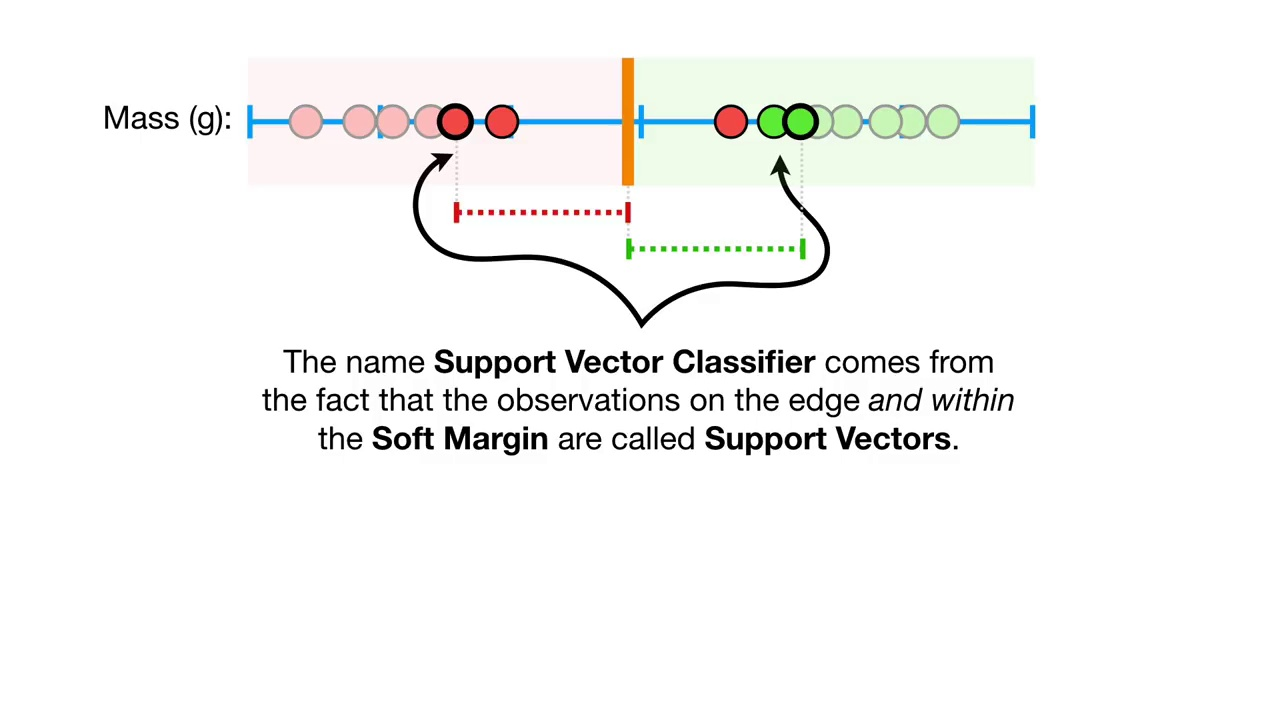 Mass (g):
The name Support Vector Classifier comes from
the fact that the observations on the edge and within
the Soft Margin are called Support Vectors.